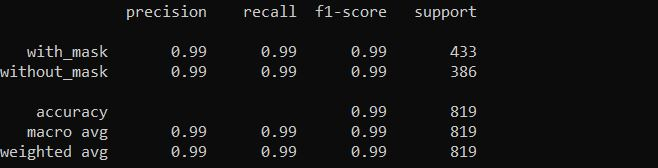 precision recall f1-score support
with_mask 0.99 0.99 0.99 433
without_mask 0.99 0.99 0.99 386
accuracy 0.99 819
macro avg 0.99 0.99 0.99 819
weighted avg 0.99 0.99 0.99 819